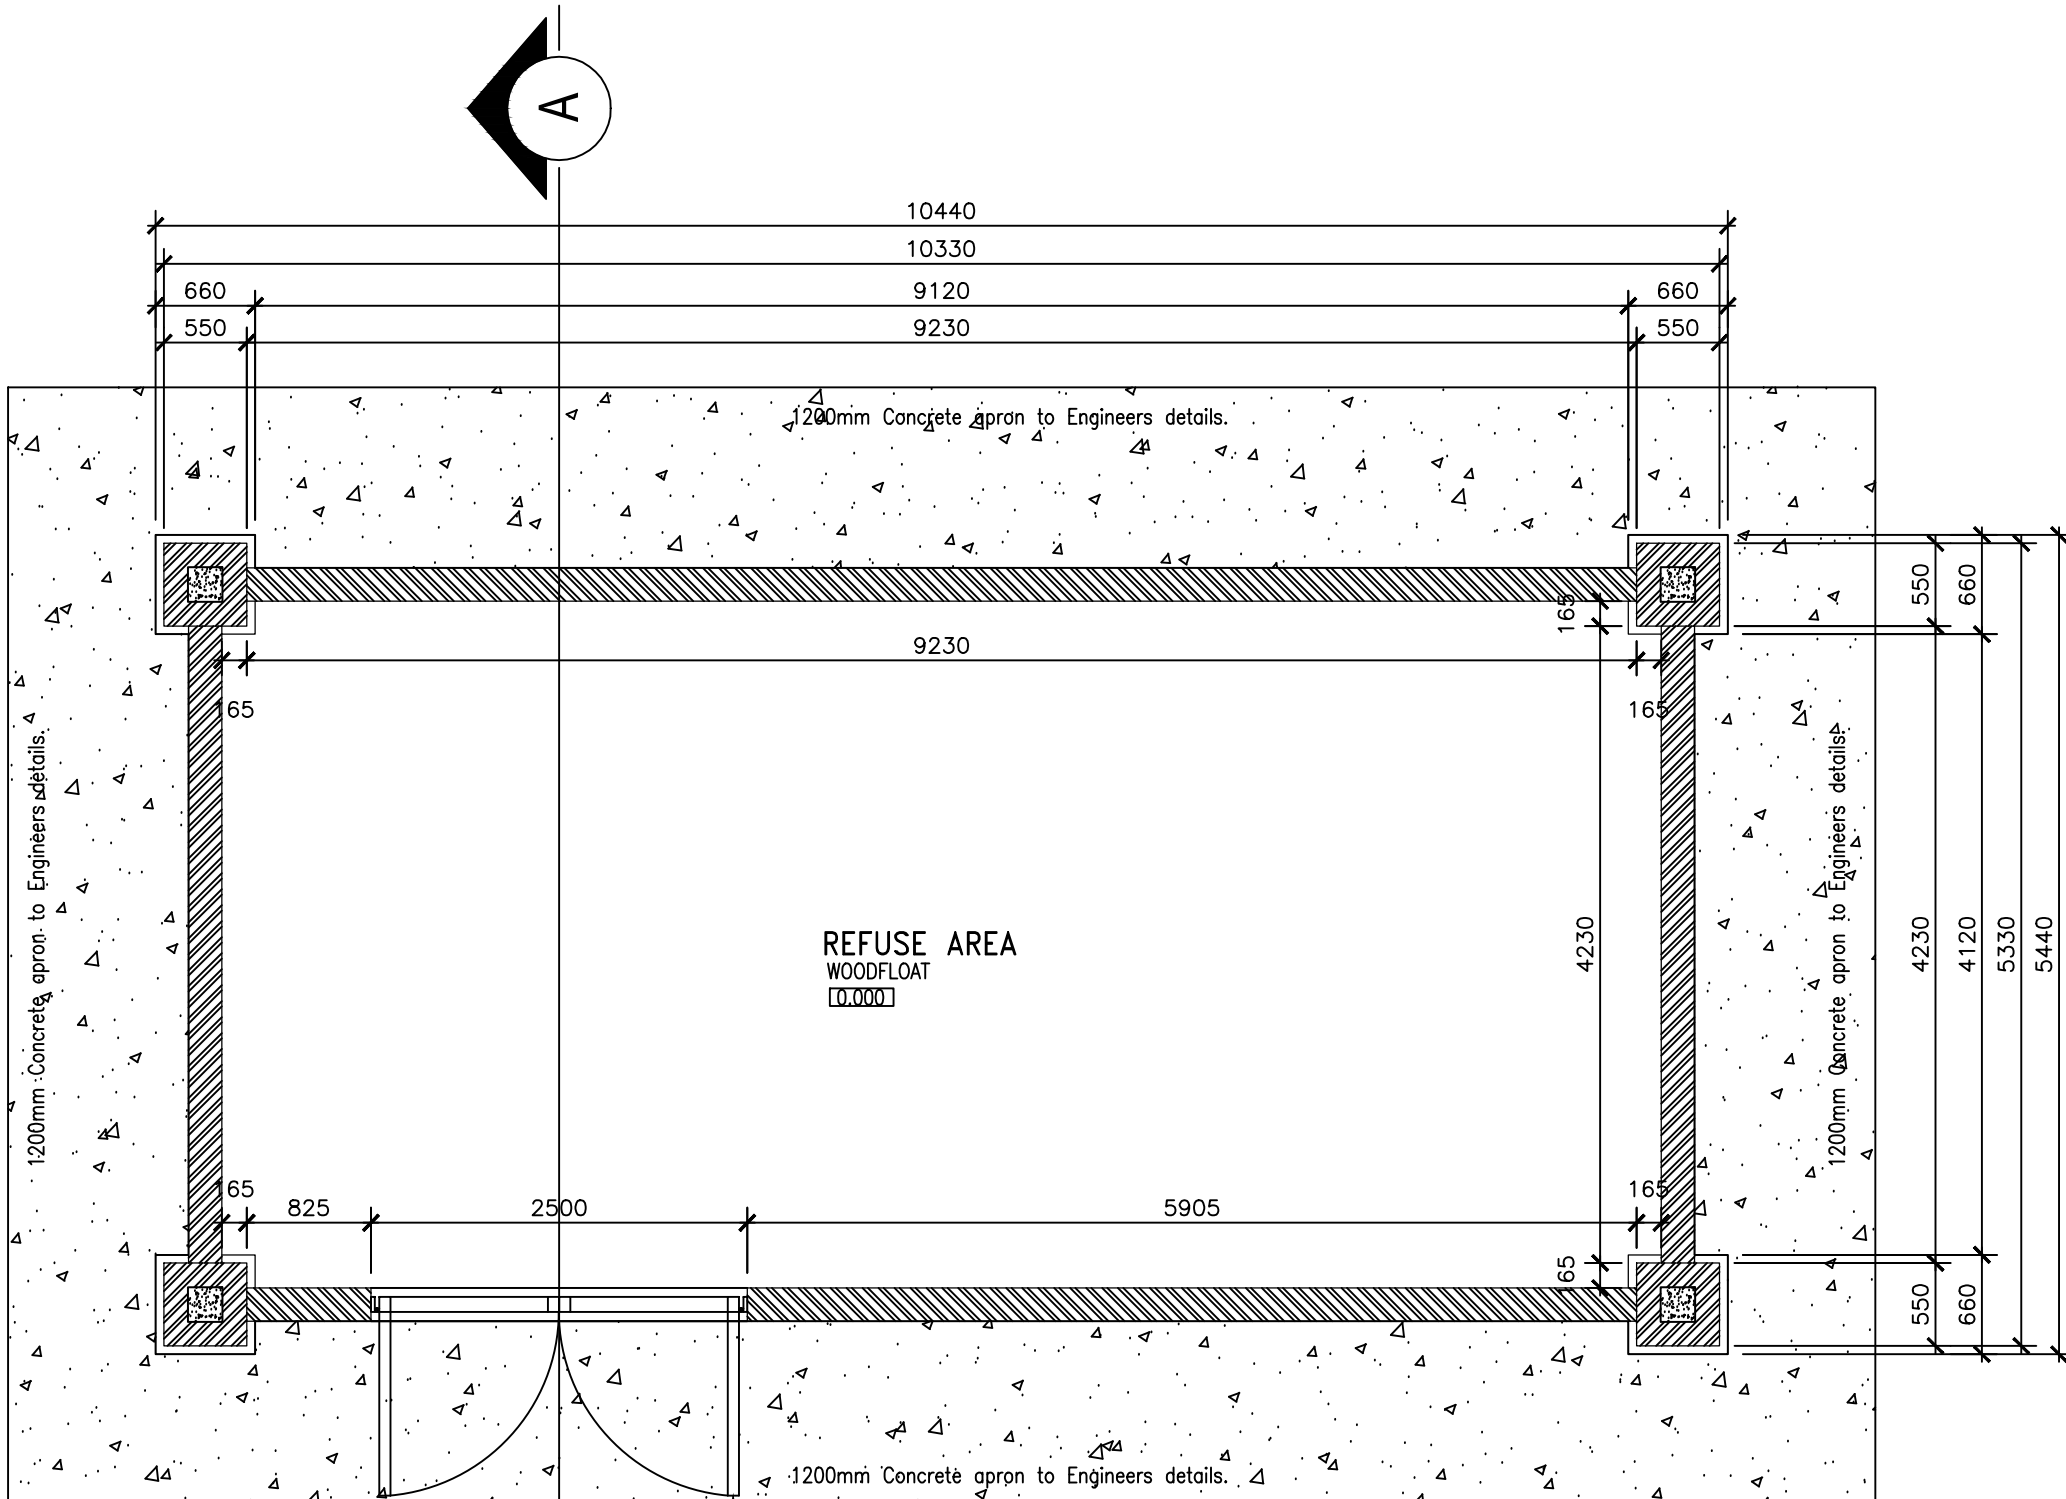 A
10440
10330
660 9120 660
550 9230 550
1200mm Concrete apron to Engineers details.
550 660
165
9230
165 165
1200mm Concrete apron to Engineers details.
1200mm Concrete apron to Engineers details.
REFUSE AREA
WOODFLOAT
0.000
4230 4230 4120 5330 5440
165 165
825 2500 5905
165
550 660
1200mm Concrete apron to Engineers details.